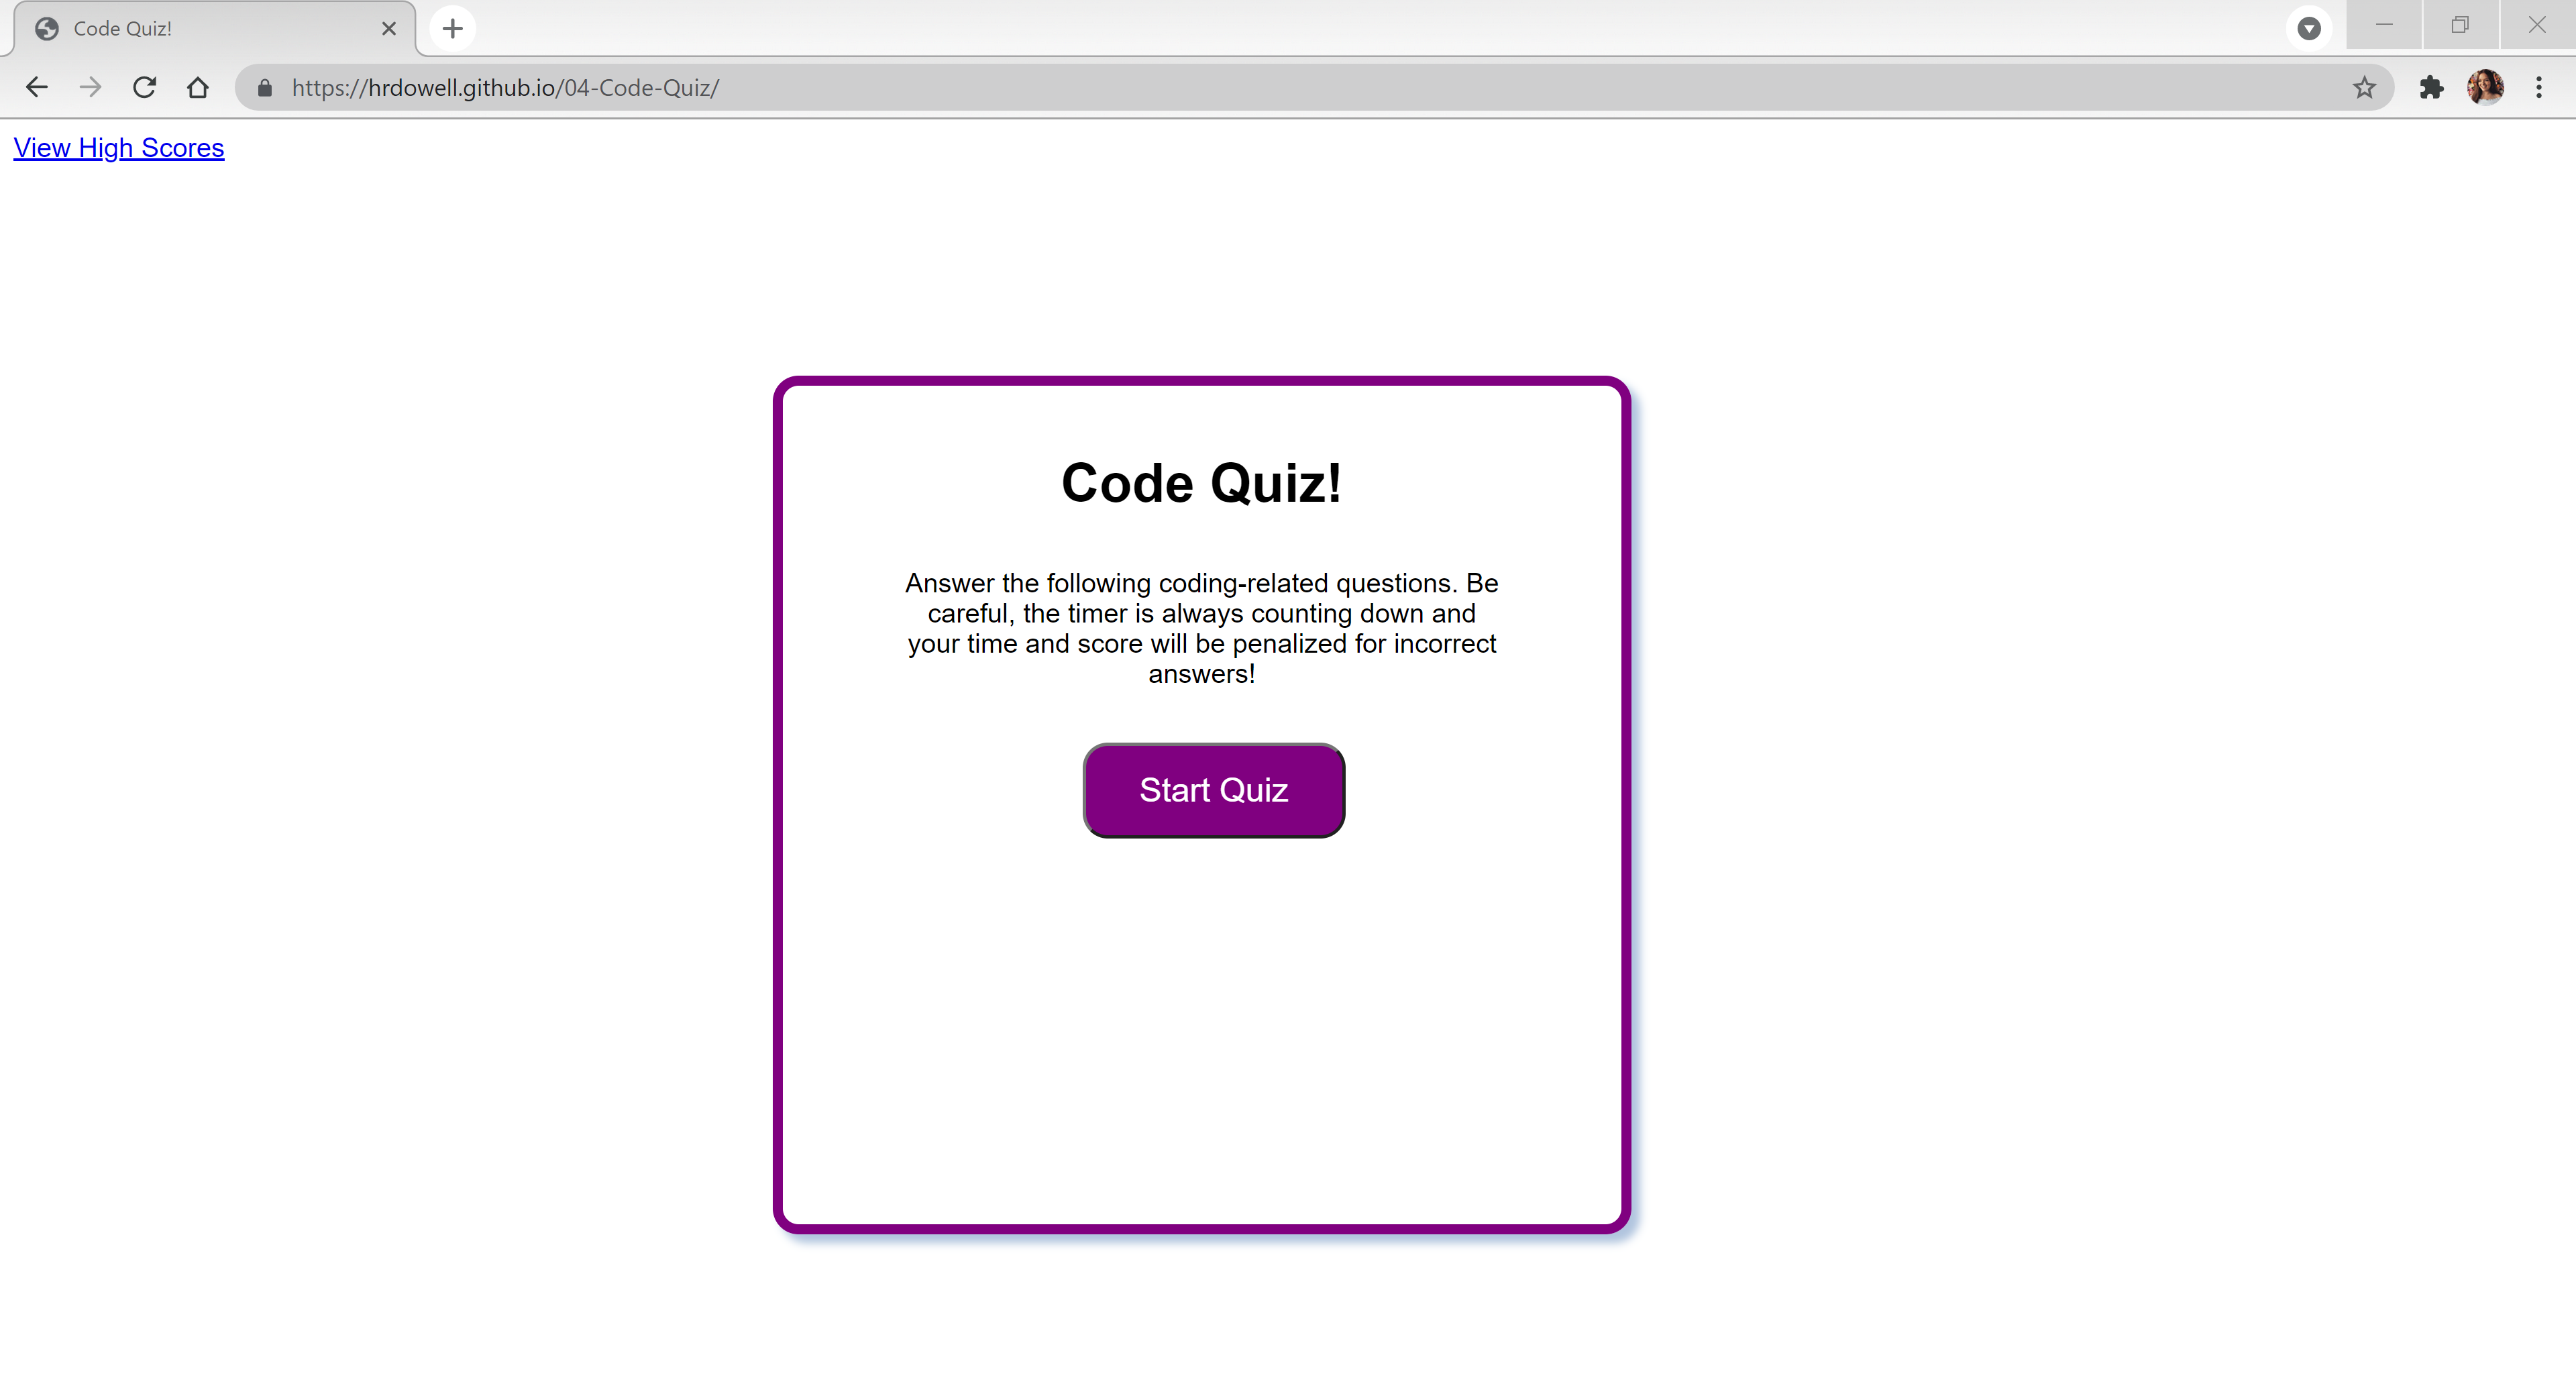 Code Quiz!
https://hrdowell.github.io/04-Code-Quiz/
View High Scores
Code Quiz!
Answer the following coding-related questions. Be
careful, the timer is always counting down and
your time and score will be penalized for incorrect
answers!
Start Quiz